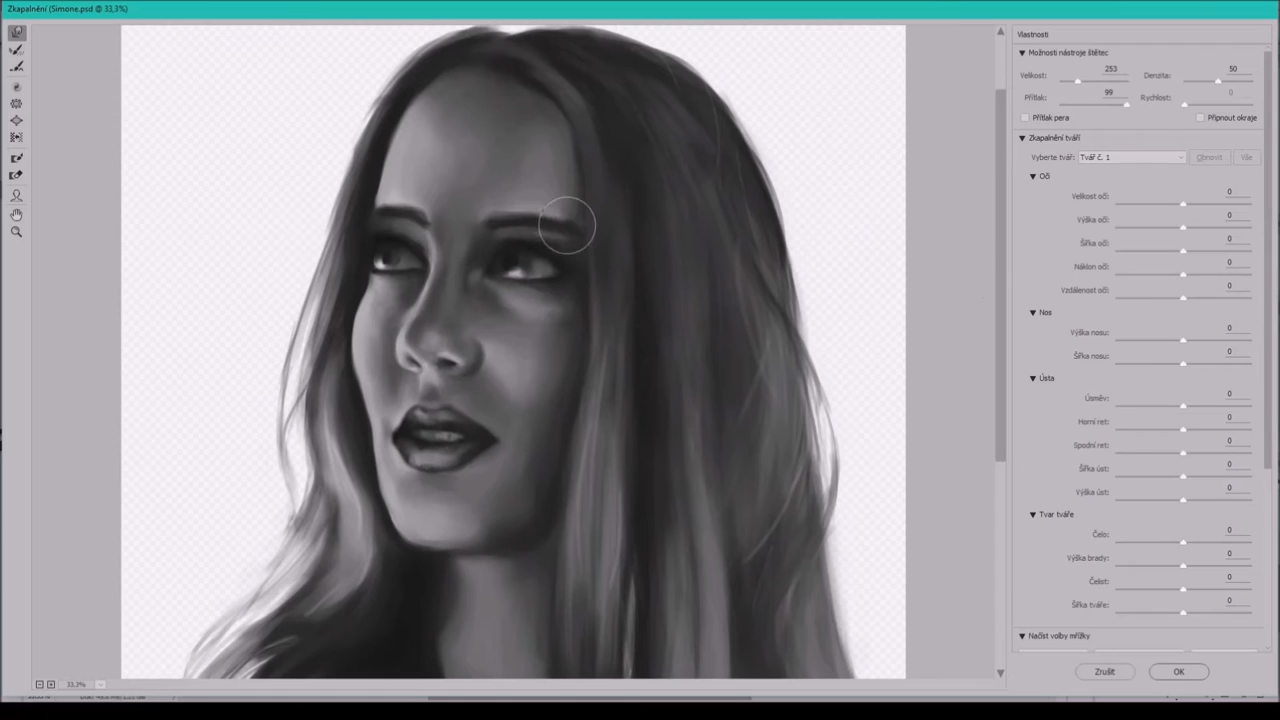 Zkapalnění (Simone.psd @ 33,3%)
Vlastnosti
Možnosti nástroje štětec
Velikost: 253 Denzita: 50
Přítlak: 99 Rychlost: 0
Přítlak pera Připnout okraje
Zkapalnění tváří
Vyberte tvář: Tvář č. 1 Obnovit Vše
Oči
Velikost očí: 0
Výška očí: 0
Šířka očí: 0
Náklon očí: 0
Vzdálenost očí: 0
Nos
Výška nosu: 0
Šířka nosu: 0
Ústa
Úsměv: 0
Horní ret: 0
Spodní ret: 0
Šířka úst: 0
Výška úst: 0
Tvar tváře
Čelo: 0
Výška brady: 0
Čelist: 0
Šířka tváře: 0
Načíst volby mřížky
Zrušit OK
33,3%